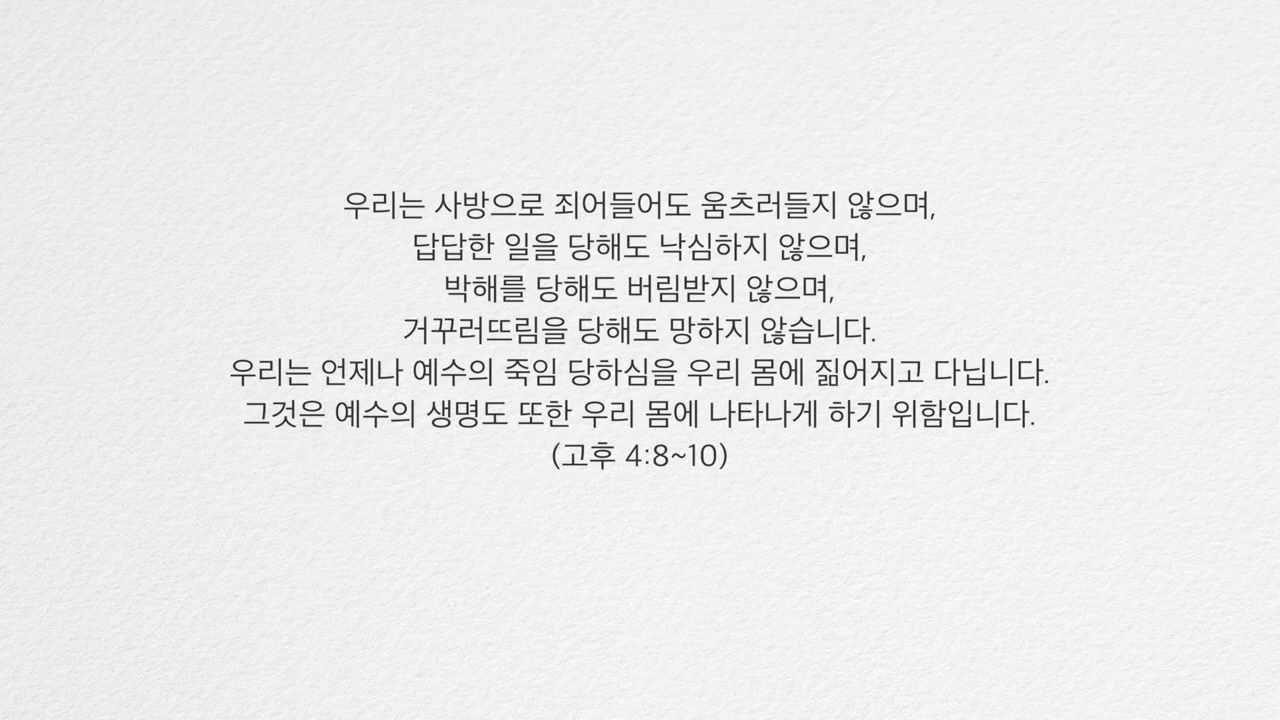 우리는 사방으로 죄어들어도 움츠러들지 않으며,
답답한 일을 당해도 낙심하지 않으며,
박해를 당해도 버림받지 않으며,
거꾸러뜨림을 당해도 망하지 않습니다.
우리는 언제나 예수의 죽임 당하심을 우리 몸에 짊어지고 다닙니다.
그것은 예수의 생명도 또한 우리 몸에 나타나게 하기 위함입니다.
(고후 4:8~10)